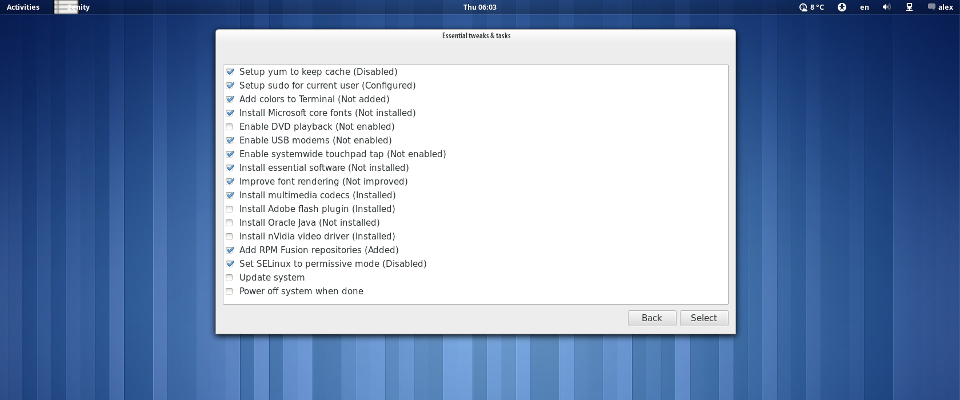 Activities
Thu 06:03
8 °C
en
alex
Essential tweaks & tasks
Setup yum to keep cache (Disabled)
Setup sudo for current user (Configured)
Add colors to Terminal (Not added)
Install Microsoft core fonts (Not installed)
Enable DVD playback (Not enabled)
Enable USB modems (Not enabled)
Enable systemwide touchpad tap (Not enabled)
Install essential software (Not installed)
Improve font rendering (Not improved)
Install multimedia codecs (Installed)
Install Adobe flash plugin (Installed)
Install Oracle Java (Not installed)
Install nVidia video driver (Installed)
Add RPM Fusion repositories (Added)
Set SELinux to permissive mode (Disabled)
Update system
Power off system when done
Back
Select